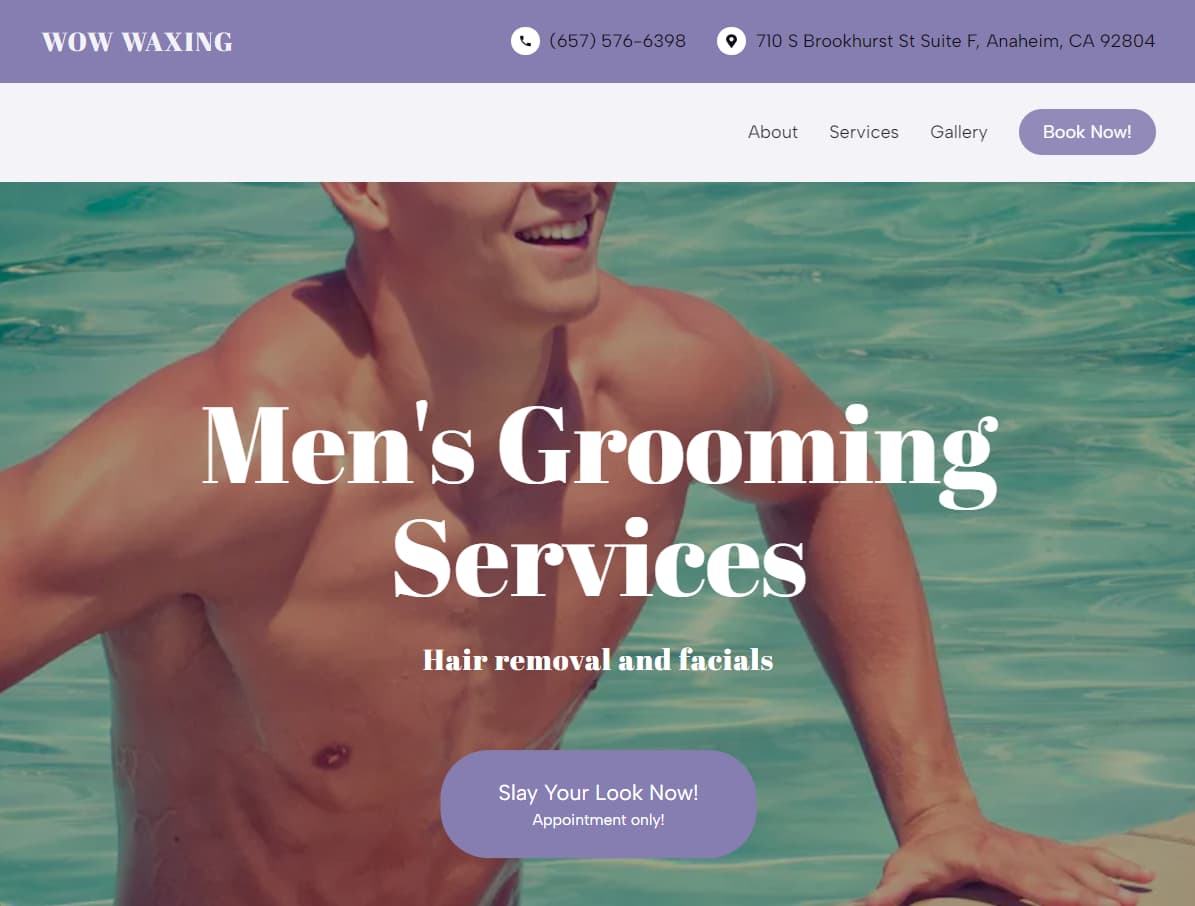 WOW WAXING
(657) 576-6398
710 S Brookhurst St Suite F, Anaheim, CA 92804
About
Services
Gallery
Book Now!
Men's Grooming
Services
Hair removal and facials
Slay Your Look Now!
Appointment only!